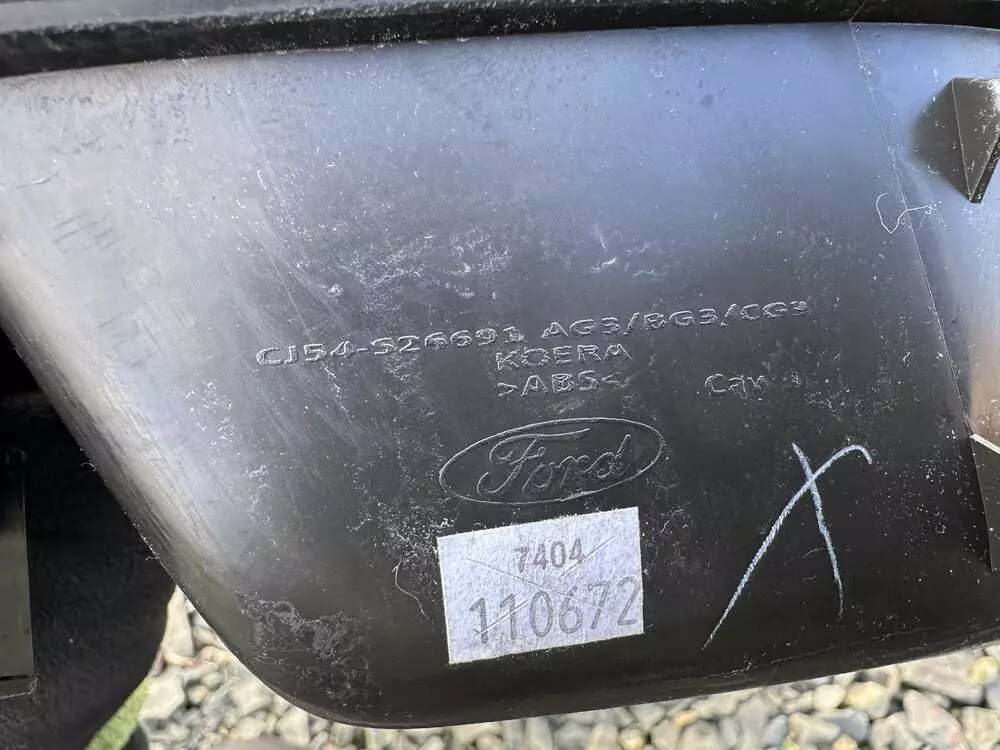 CJ54-S26691 AG3/BG3/CG3
KOERA
>ABS<
Ford
7404
110672
X